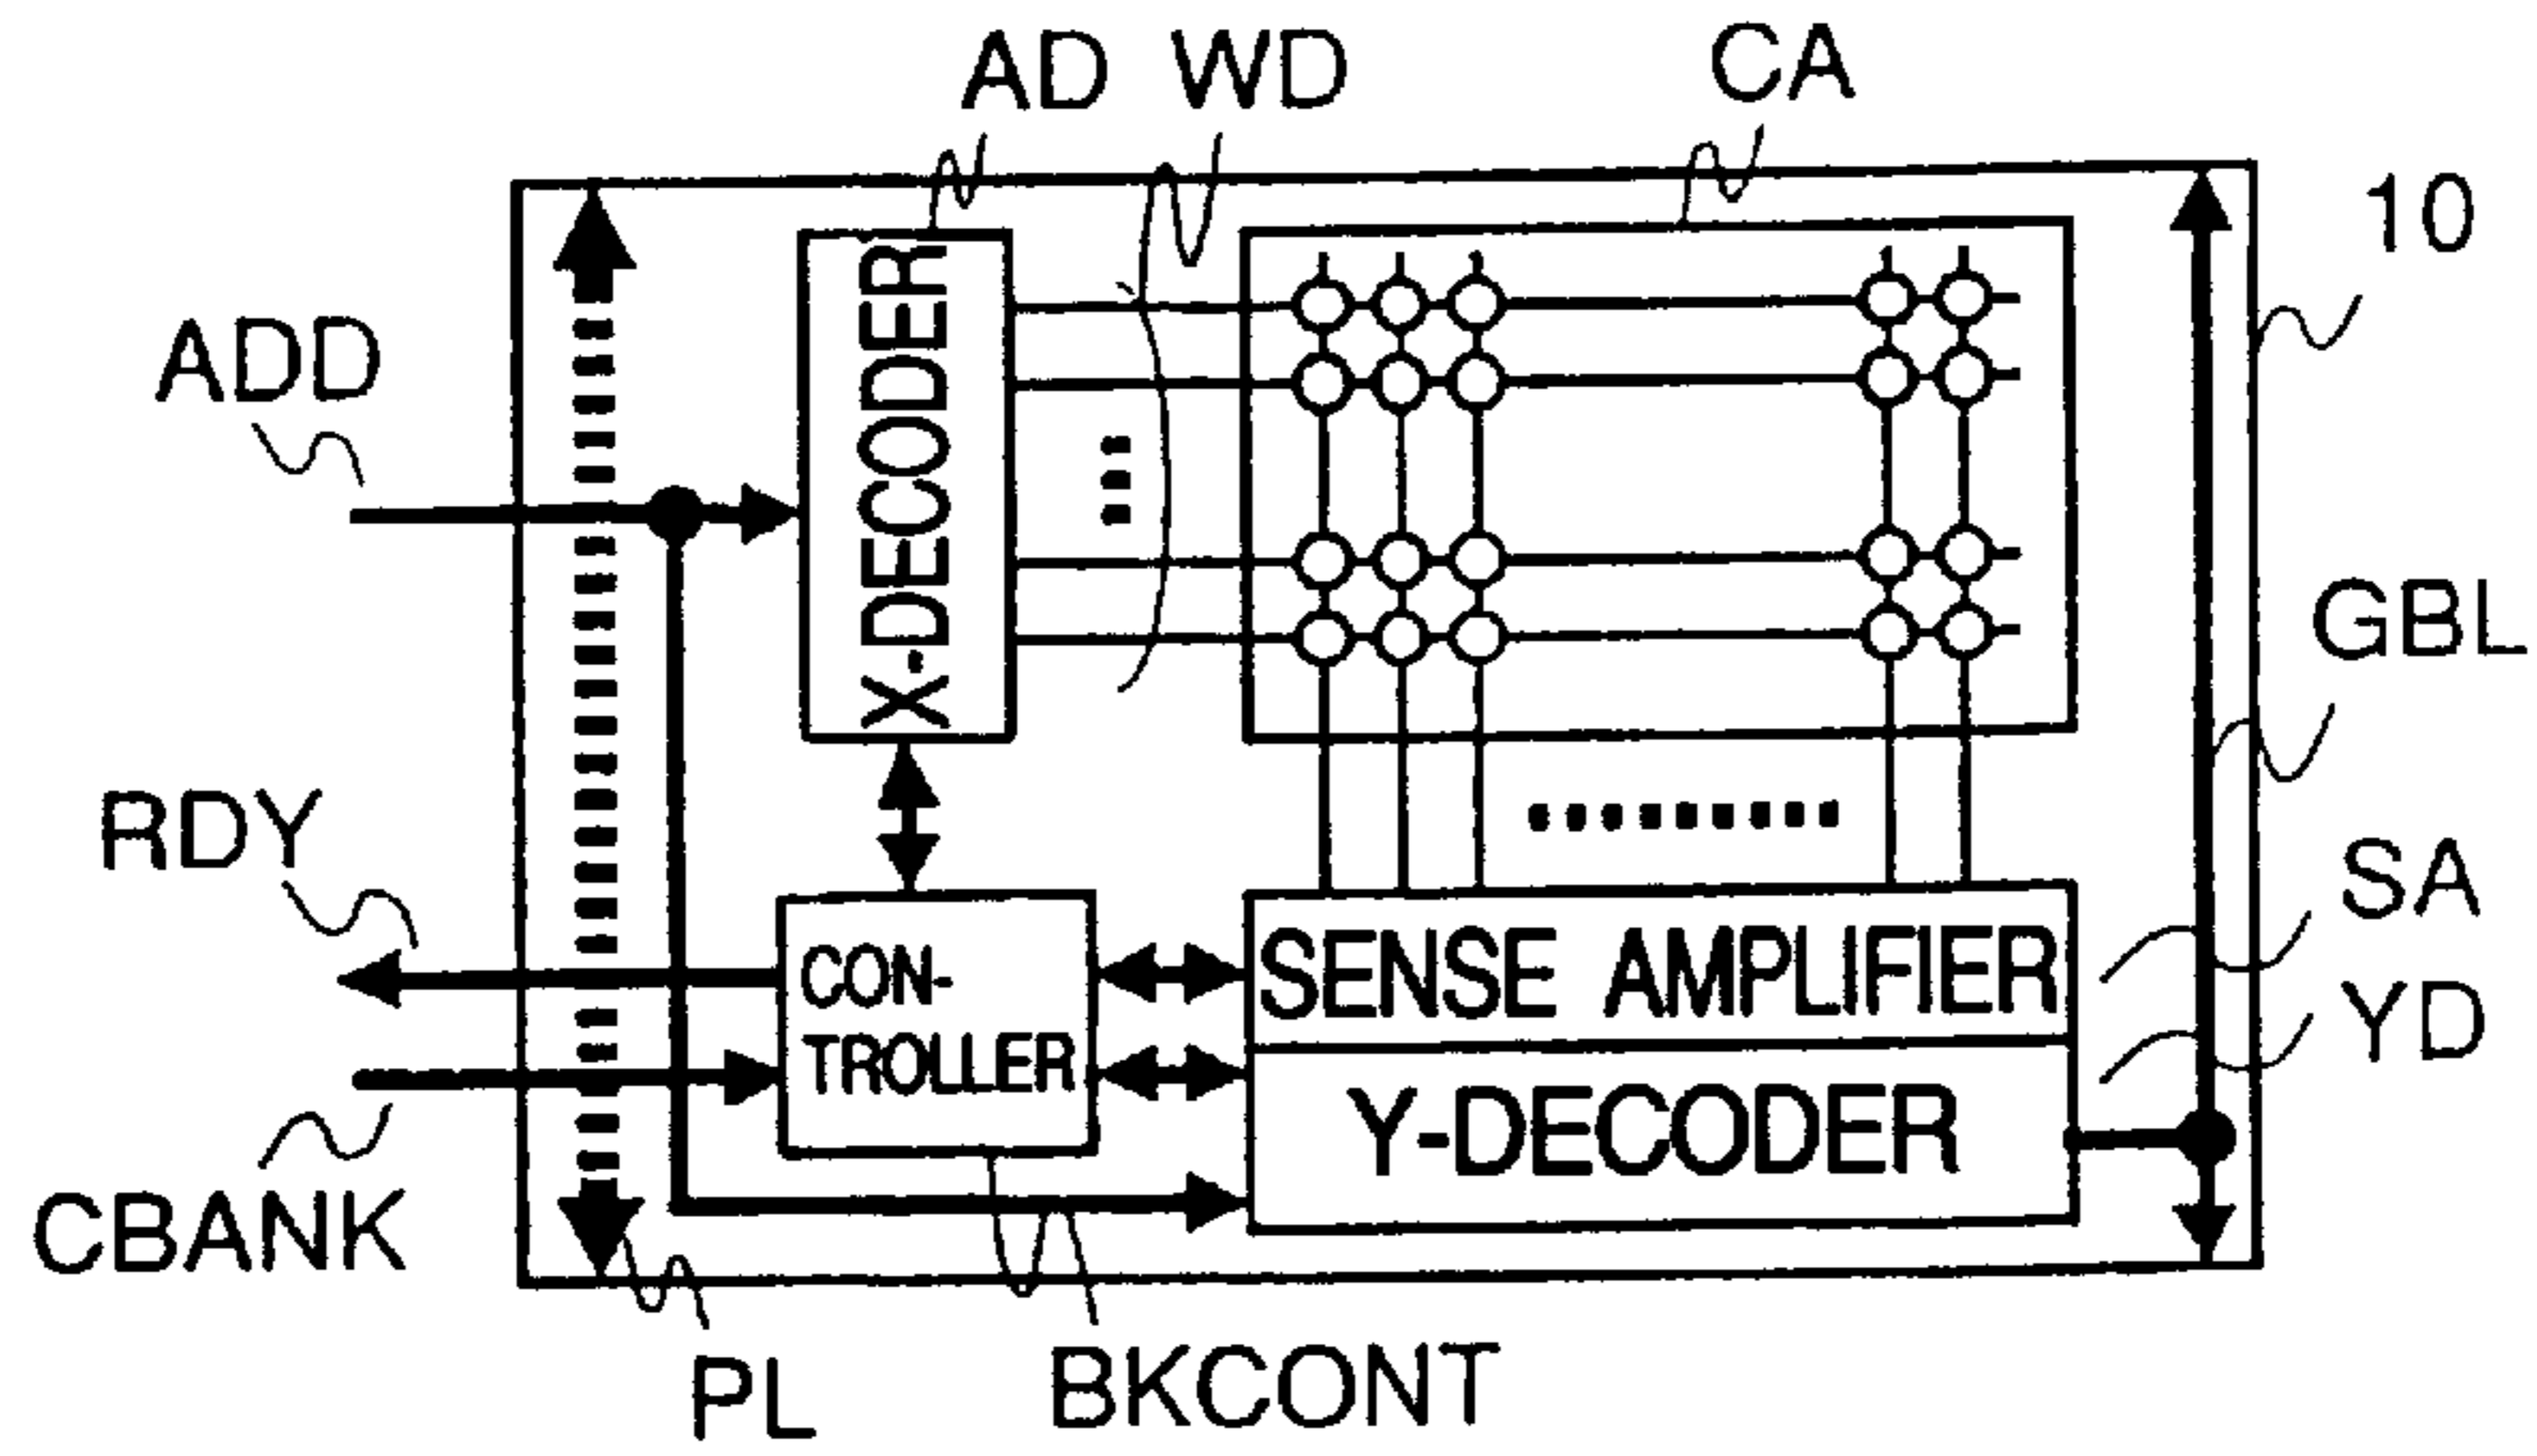 AD WD CA
10
ADD
X-DECODER
GBL
RDY
SA
CON-
TROLLER
SENSE AMPLIFIER
YD
Y-DECODER
CBANK
PL
BKCONT